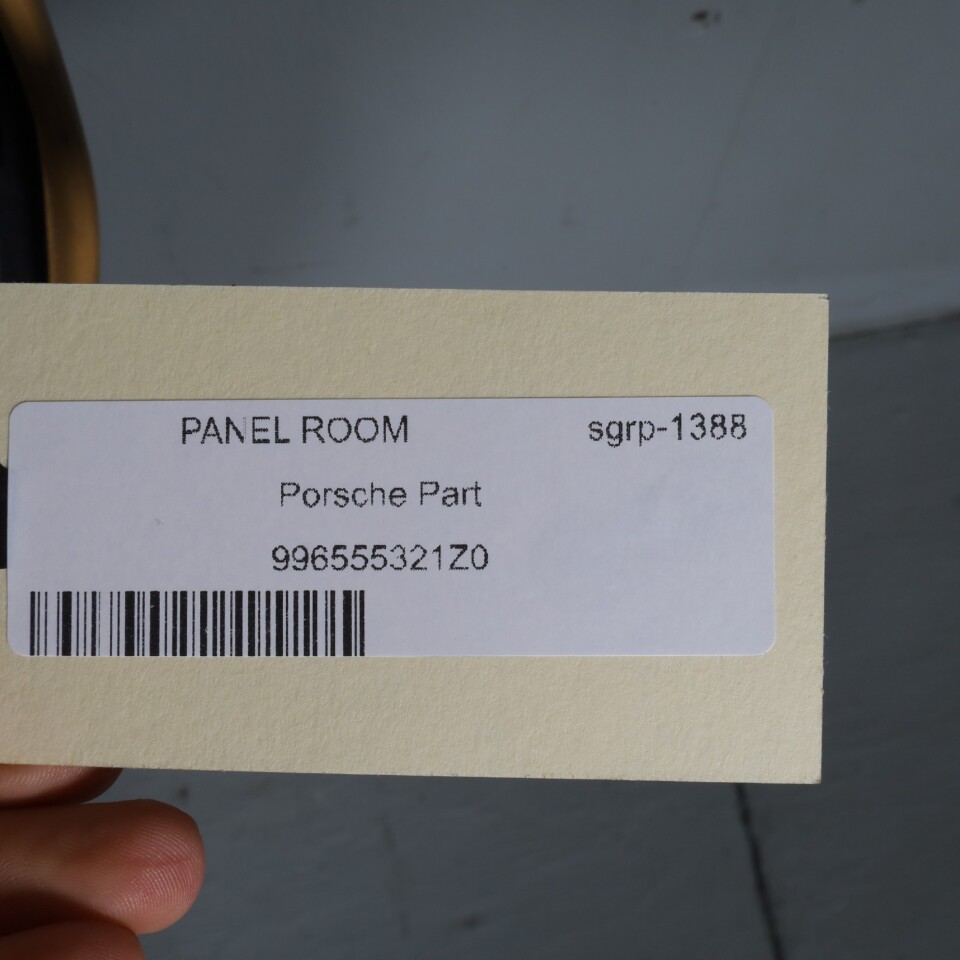 PANEL ROOM sgrp-1388
Porsche Part
996555321Z0